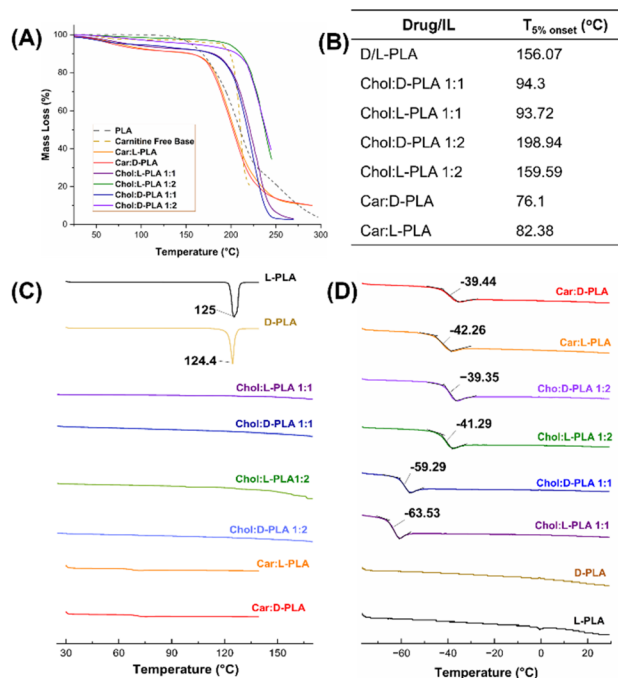 (A)
100
80
60
40
20
0
Mass Loss (%)
PLA
Carnitine Free Base
Car:L-PLA
Car:D-PLA
Chol:L-PLA 1:1
Chol:L-PLA 1:2
Chol:D-PLA 1:1
Chol:D-PLA 1:2
50 100 150 200 250 300
Temperature (°C)
(B)
Drug/IL T5% onset (°C)
D/L-PLA 156.07
Chol:D-PLA 1:1 94.3
Chol:L-PLA 1:1 93.72
Chol:D-PLA 1:2 198.94
Chol:L-PLA 1:2 159.59
Car:D-PLA 76.1
Car:L-PLA 82.38
(C)
L-PLA
125
D-PLA
124.4
Chol:L-PLA 1:1
Chol:D-PLA 1:1
Chol:L-PLA1:2
Chol:D-PLA 1:2
Car:L-PLA
Car:D-PLA
30 60 90 120 150
Temperature (°C)
(D)
-39.44
Car:D-PLA
-42.26
Car:L-PLA
−39.35
Cho:D-PLA 1:2
-41.29
Chol:L-PLA 1:2
-59.29
Chol:D-PLA 1:1
-63.53
Chol:L-PLA 1:1
D-PLA
L-PLA
−60 −40 −20 0 20
Temperature (°C)